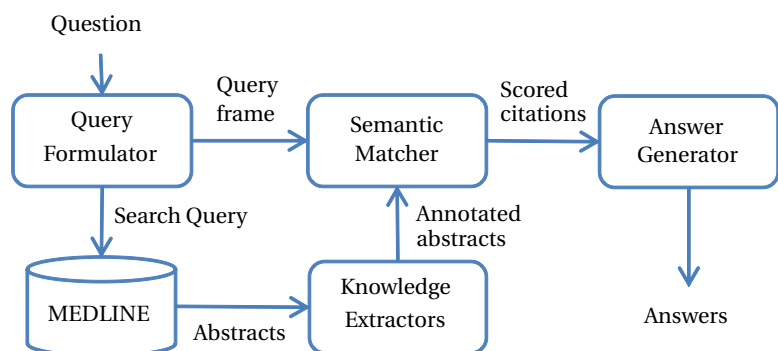 Question
Query
frame
Scored
citations
Query
Formulator
Semantic
Matcher
Answer
Generator
Search Query
Annotated
abstracts
MEDLINE
Abstracts
Knowledge
Extractors
Answers